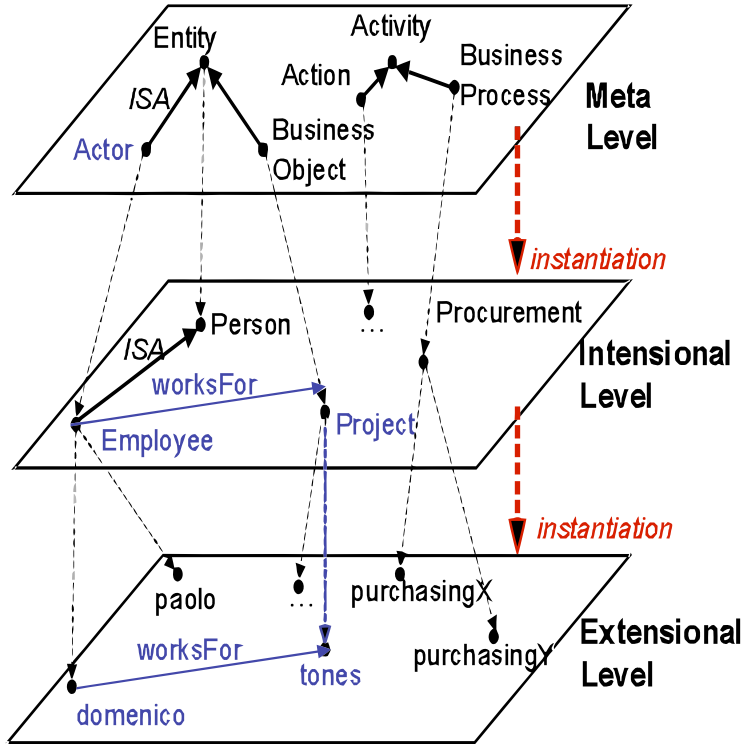 Entity
Activity
Business
Process
Action
ISA
Actor
Business
Object
Meta
Level
instantiation
Person
...
Procurement
ISA
worksFor
Employee
Project
Intensional
Level
instantiation
paolo
...
purchasingX
worksFor
tones
purchasingY
domenico
Extensional
Level